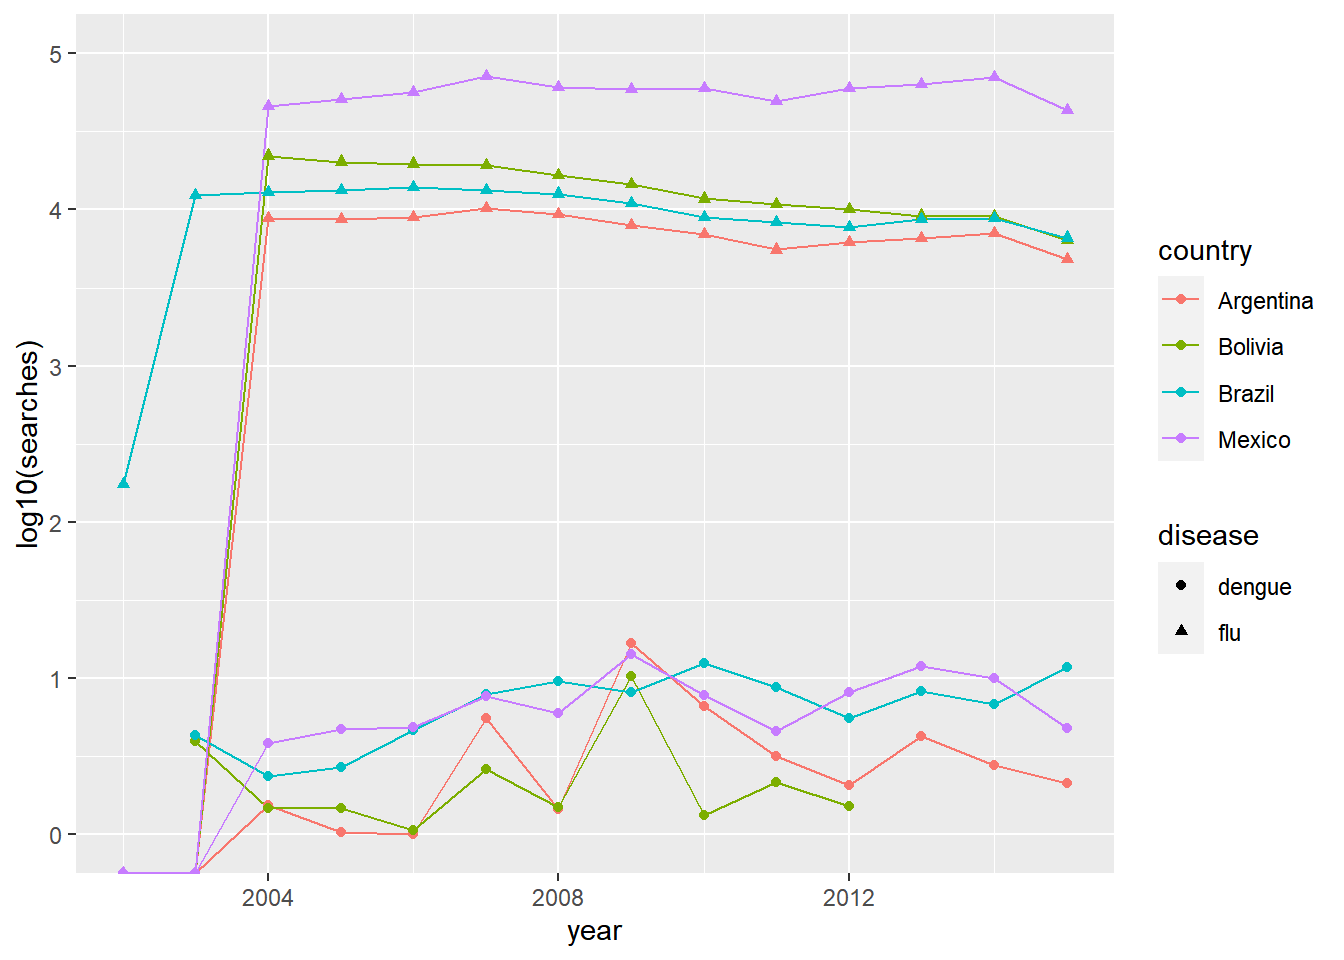 5
4
3
2
1
0
log10(searches)
2004
2008
2012
year
country
Argentina
Bolivia
Brazil
Mexico
disease
dengue
flu